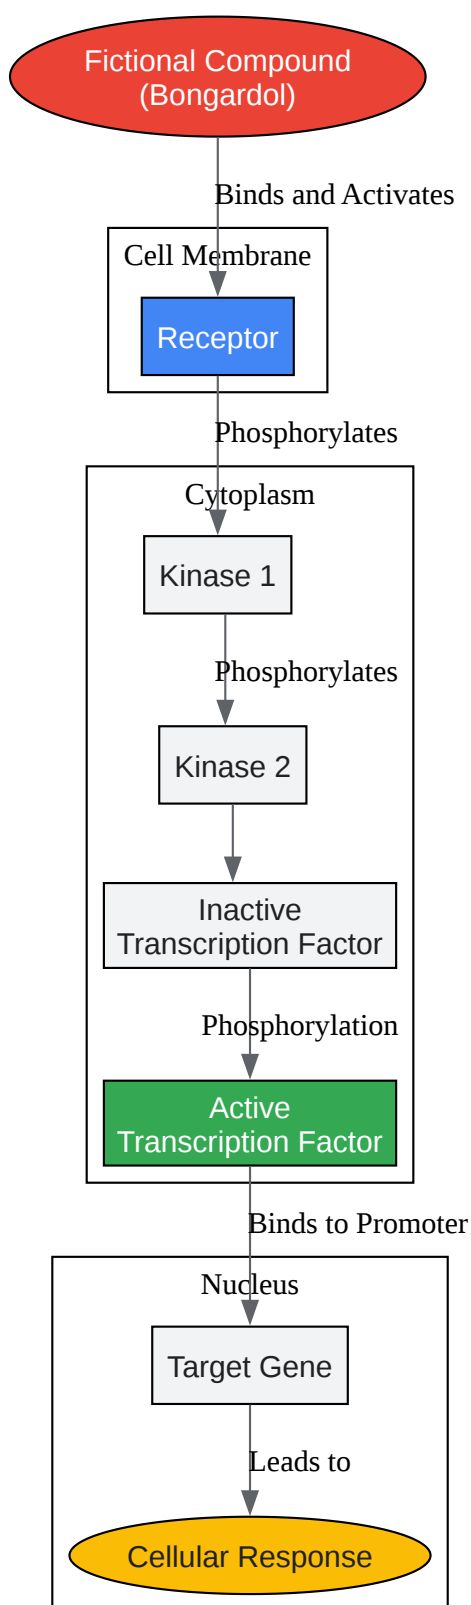 Fictional Compound
(Bongardol)
Binds and Activates
Cell Membrane
Receptor
Phosphorylates
Cytoplasm
Kinase 1
Phosphorylates
Kinase 2
Inactive
Transcription Factor
Phosphorylation
Active
Transcription Factor
Binds to Promoter
Nucleus
Target Gene
Leads to
Cellular Response